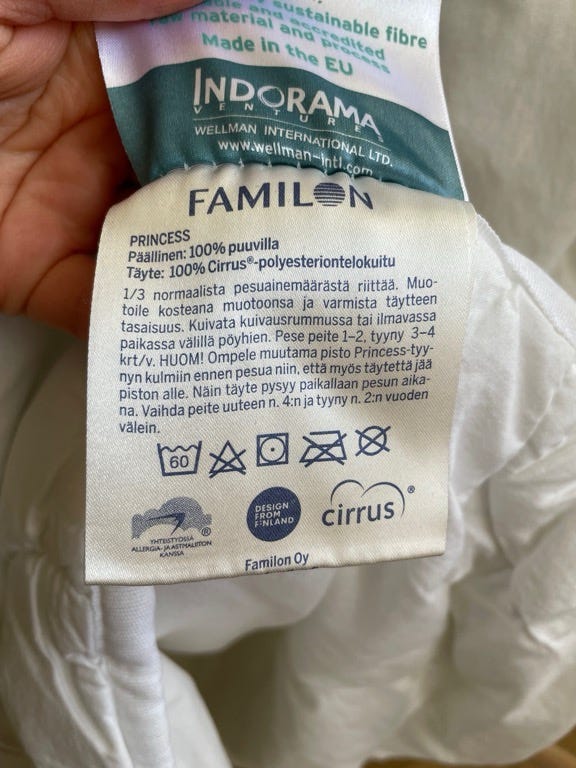 sustainable fibre
and accredited
material and process
Made in the EU
INDORAMA
VENTURES
WELLMAN INTERNATIONAL LTD.
www.wellman-intl.com
FAMILON
PRINCESS
Päällinen: 100% puuvilla
Täyte: 100% Cirrus®-polyesteriontelokuitu
1/3 normaalista pesuainemäärästä riittää. Muo-
toile kosteana muotoonsa ja varmista täytteen
tasaisuus. Kuivata kuivausrummussa tai ilmavassa
paikassa välillä pöyhien. Pese peite 1–2, tyyny 3–4
krt/v. HUOM! Ompele muutama pisto Princess-tyy-
nyn kulmiin ennen pesua niin, että myös täytettä jää
piston alle. Näin täyte pysyy paikallaan pesun aika-
na. Vaihda peite uuteen n. 4:n ja tyyny n. 2:n vuoden
välein.
60
YHTEISTYÖSSÄ
ALLERGIA- JA ASTMALIITON
KANSSA
®
DESIGN
FROM
FINLAND
cirrus®
Familon Oy